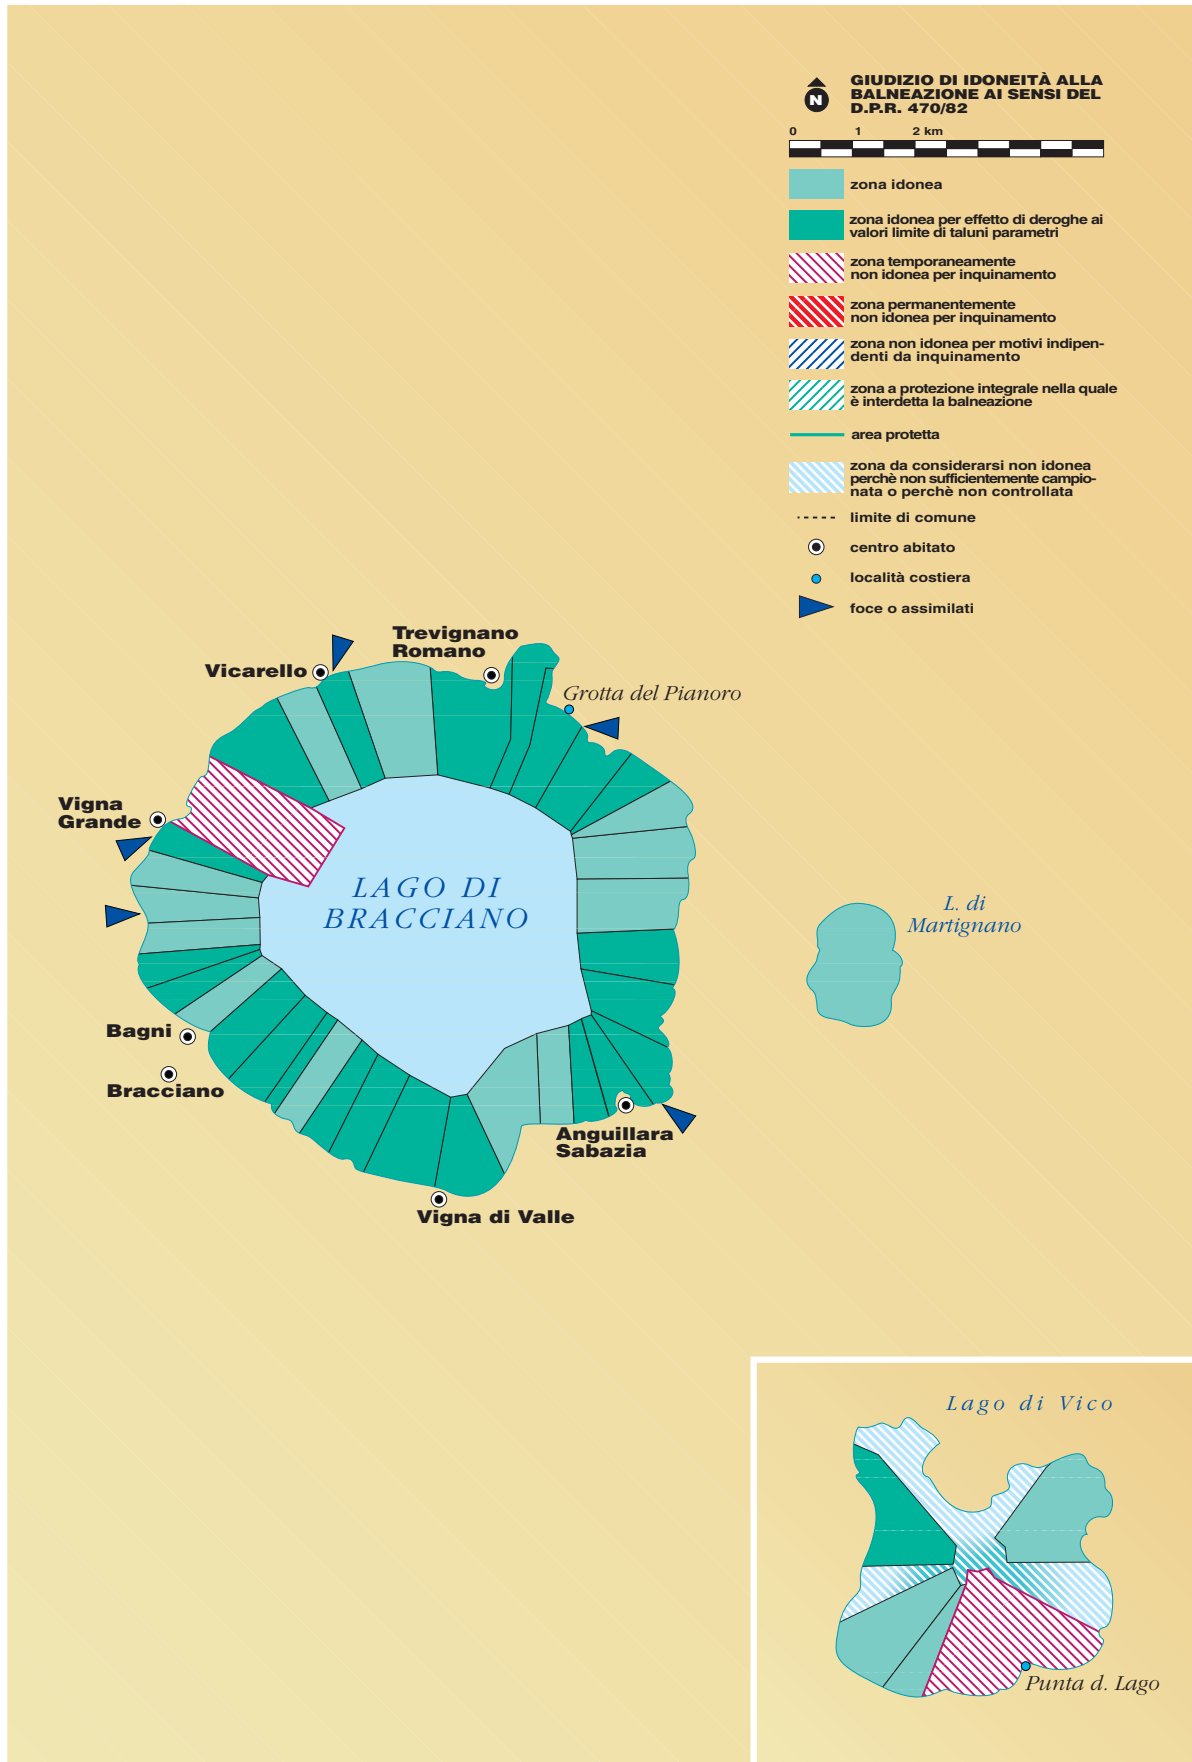 N
GIUDIZIO DI IDONEITÀ ALLA
BALNEAZIONE AI SENSI DEL
D.P.R. 470/82
0 1 2 km
zona idonea
zona idonea per effetto di deroghe ai
valori limite di taluni parametri
zona temporaneamente
non idonea per inquinamento
zona permanentemente
non idonea per inquinamento
zona non idonea per motivi indipen-
denti da inquinamento
zona a protezione integrale nella quale
è interdetta la balneazione
area protetta
zona da considerarsi non idonea
perchè non sufficientemente campio-
nata o perchè non controllata
limite di comune
centro abitato
località costiera
foce o assimilati
Trevignano
Romano
Vicarello
Grotta del Pianoro
Vigna
Grande
LAGO DI
BRACCIANO
L. di
Martignano
Bagni
Bracciano
Anguillara
Sabazia
Vigna di Valle
Lago di Vico
Punta d. Lago